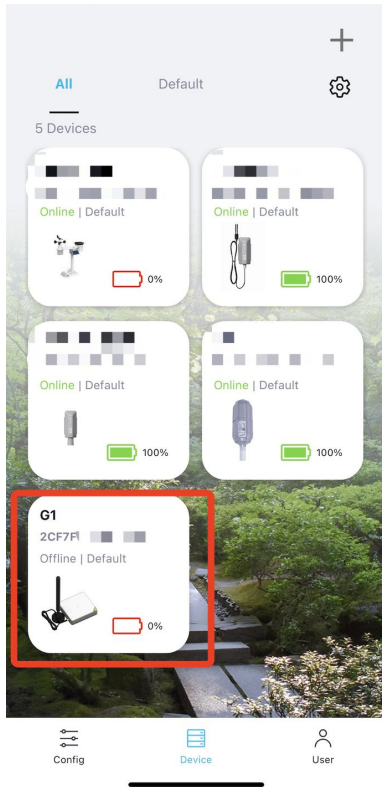 All
Default
5 Devices
Online | Default
0%
Online | Default
100%
Online | Default
100%
Online | Default
100%
G1
2CF7F
Offline | Default
0%
Config
Device
User